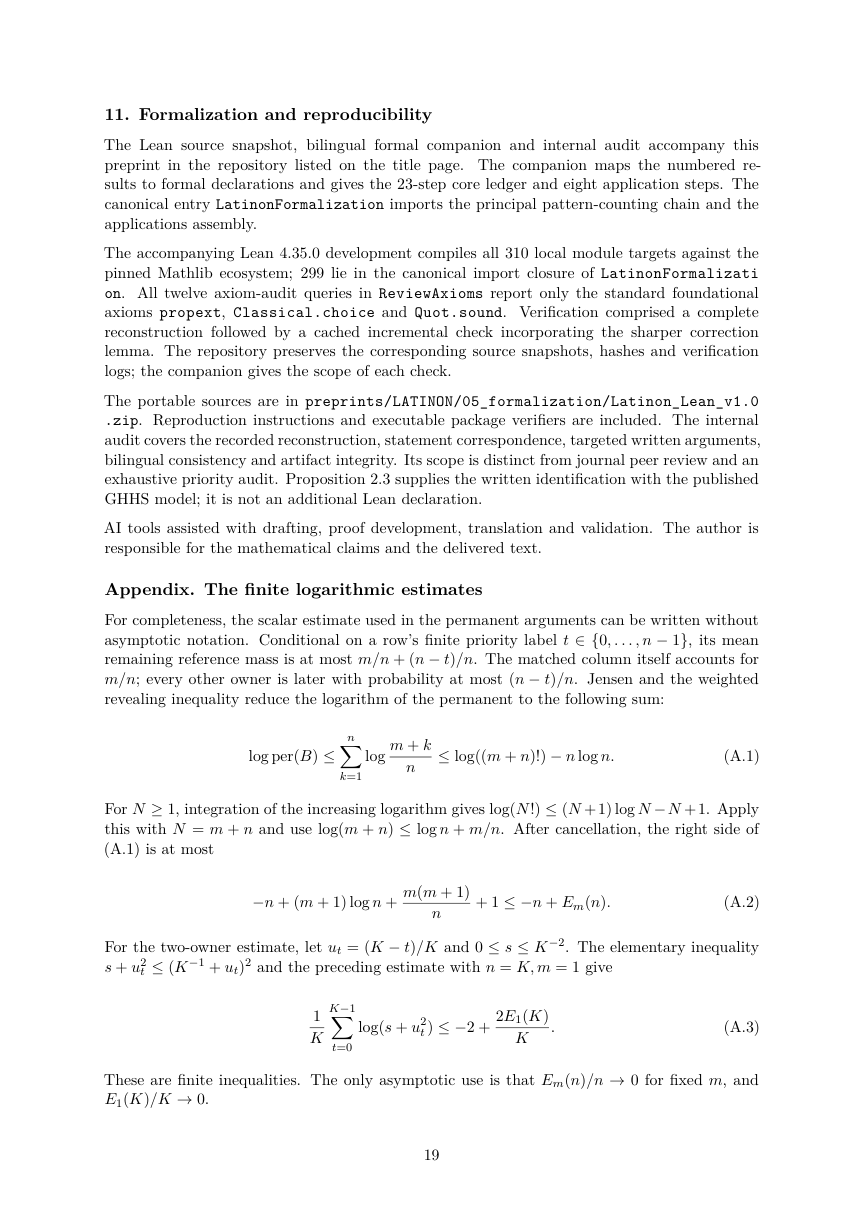 11. Formalization and reproducibility
The Lean source snapshot, bilingual formal companion and internal audit accompany this
preprint in the repository listed on the title page. The companion maps the numbered re-
sults to formal declarations and gives the 23-step core ledger and eight application steps. The
canonical entry LatinonFormalization imports the principal pattern-counting chain and the
applications assembly.
The accompanying Lean 4.35.0 development compiles all 310 local module targets against the
pinned Mathlib ecosystem; 299 lie in the canonical import closure of LatinonFormalizati
on. All twelve axiom-audit queries in ReviewAxioms report only the standard foundational
axioms propext, Classical.choice and Quot.sound. Verification comprised a complete
reconstruction followed by a cached incremental check incorporating the sharper correction
lemma. The repository preserves the corresponding source snapshots, hashes and verification
logs; the companion gives the scope of each check.
The portable sources are in preprints/LATINON/05_formalization/Latinon_Lean_v1.0
.zip. Reproduction instructions and executable package verifiers are included. The internal
audit covers the recorded reconstruction, statement correspondence, targeted written arguments,
bilingual consistency and artifact integrity. Its scope is distinct from journal peer review and an
exhaustive priority audit. Proposition 2.3 supplies the written identification with the published
GHHS model; it is not an additional Lean declaration.
AI tools assisted with drafting, proof development, translation and validation. The author is
responsible for the mathematical claims and the delivered text.
Appendix. The finite logarithmic estimates
For completeness, the scalar estimate used in the permanent arguments can be written without
asymptotic notation. Conditional on a row's finite priority label t ∈ {0, . . . , n − 1}, its mean
remaining reference mass is at most m/n + (n − t)/n. The matched column itself accounts for
m/n; every other owner is later with probability at most (n − t)/n. Jensen and the weighted
revealing inequality reduce the logarithm of the permanent to the following sum:
log per(B) ≤ ∑_{k=1}^{n} log (m + k)/n ≤ log((m + n)!) − n log n. (A.1)
For N ≥ 1, integration of the increasing logarithm gives log(N!) ≤ (N+1) log N − N + 1. Apply
this with N = m + n and use log(m + n) ≤ log n + m/n. After cancellation, the right side of
(A.1) is at most
−n + (m + 1) log n + m(m + 1)/n + 1 ≤ −n + E_m(n). (A.2)
For the two-owner estimate, let u_t = (K − t)/K and 0 ≤ s ≤ K^{−2}. The elementary inequality
s + u_t^2 ≤ (K^{−1} + u_t)^2 and the preceding estimate with n = K, m = 1 give
1/K ∑_{t=0}^{K−1} log(s + u_t^2) ≤ −2 + 2E_1(K)/K. (A.3)
These are finite inequalities. The only asymptotic use is that E_m(n)/n → 0 for fixed m, and
E_1(K)/K → 0.
19